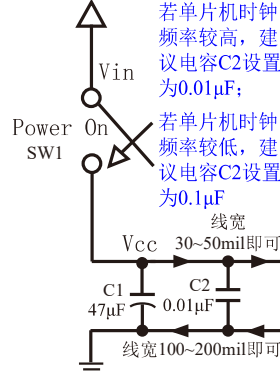 若单片机时钟
频率较高，建
议电容C2设置
为0.01μF；
Vin
若单片机时钟
频率较低，建
议电容C2设置
为0.1μF
Power On
SW1
线宽
Vcc
30~50mil即可
C1
47μF
C2
0.01μF
线宽100~200mil即可